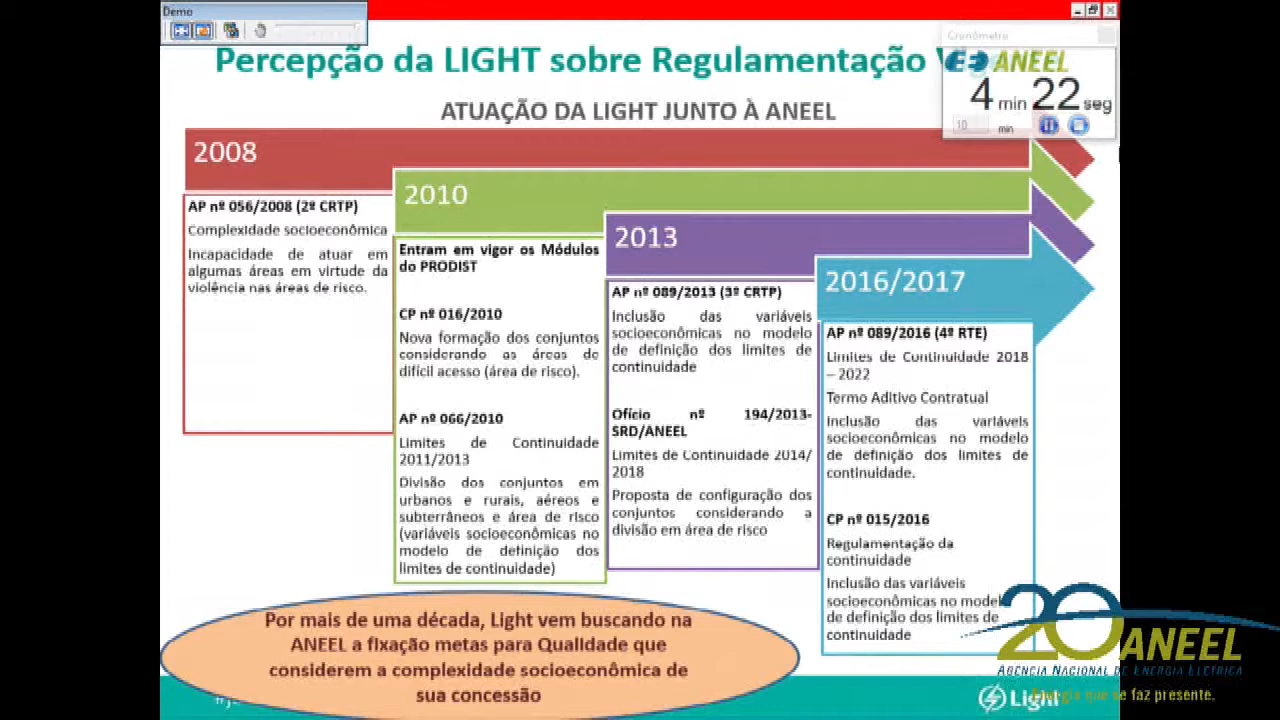 Demo
Percepção da LIGHT sobre Regulamentação
Cronômetro
ANEEL
4 min 22 seg
10 min
ATUAÇÃO DA LIGHT JUNTO À ANEEL
2008
AP nº 056/2008 (2º CRTP)
Complexidade socioeconômica
Incapacidade de atuar em
algumas áreas em virtude da
violência nas áreas de risco.
2010
Entram em vigor os Módulos
do PRODIST
CP nº 016/2010
Nova formação dos conjuntos
considerando as áreas de
difícil acesso (área de risco).
AP nº 066/2010
Limites de Continuidade
2011/2013
Divisão dos conjuntos em
urbanos e rurais, aéreos e
subterrâneos e área de risco
(variáveis socioeconômicas no
modelo de definição dos
limites de continuidade)
2013
AP nº 089/2013 (3º CRTP)
Inclusão das variáveis
socioeconômicas no modelo
de definição dos limites de
continuidade
Ofício nº 194/2013-
SRD/ANEEL
Limites de Continuidade 2014/
2018
Proposta de configuração dos
conjuntos considerando a
divisão em área de risco
2016/2017
AP nº 089/2016 (4º RTE)
Limites de Continuidade 2018
– 2022
Termo Aditivo Contratual
Inclusão das variáveis
socioeconômicas no modelo
de definição dos limites de
continuidade.
CP nº 015/2016
Regulamentação da
continuidade
Inclusão das variáveis
socioeconômicas no model
de definição dos limites de
continuidade
Por mais de uma década, Light vem buscando na
ANEEL a fixação metas para Qualidade que
considerem a complexidade socioeconômica de
sua concessão
20 ANEEL
AGENCIA NACIONAL DE ENERGIA ELÉTRICA
Energia que se faz presente.
Light